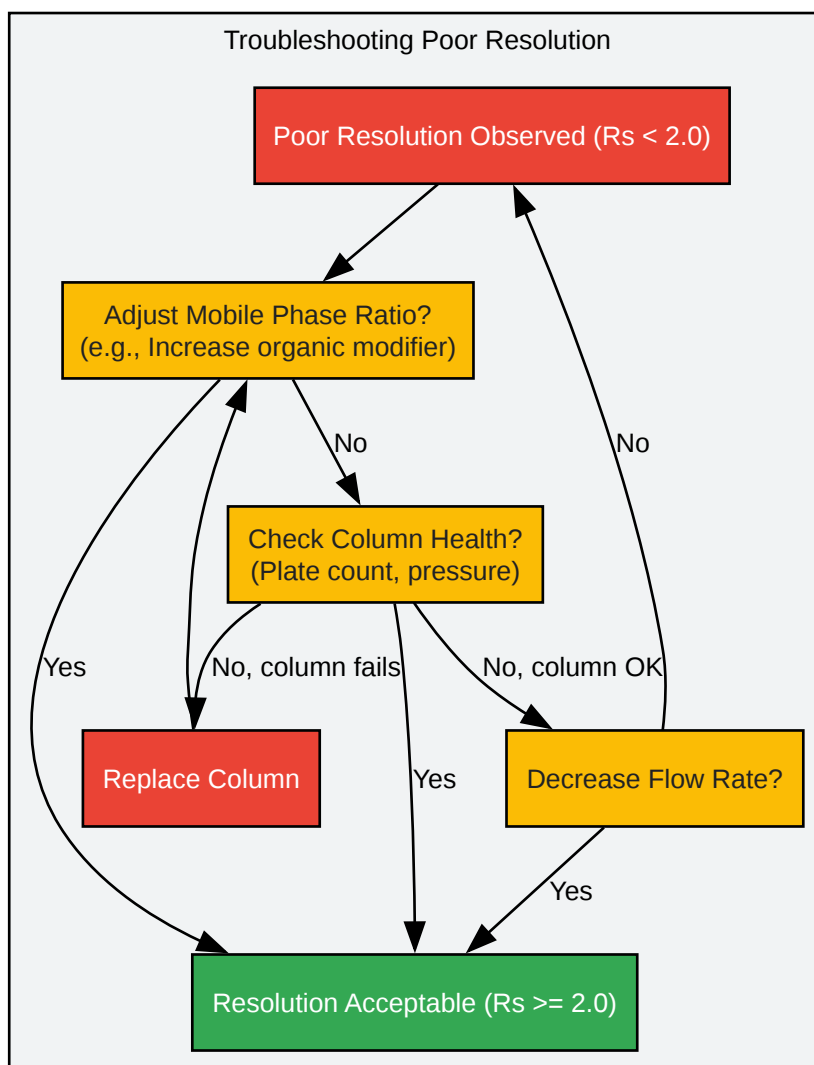 Troubleshooting Poor Resolution
Poor Resolution Observed (Rs < 2.0)
Adjust Mobile Phase Ratio?
(e.g., Increase organic modifier)
No
No
Check Column Health?
(Plate count, pressure)
Yes
No, column fails
No, column OK
Replace Column
Yes
Decrease Flow Rate?
Yes
Resolution Acceptable (Rs >= 2.0)